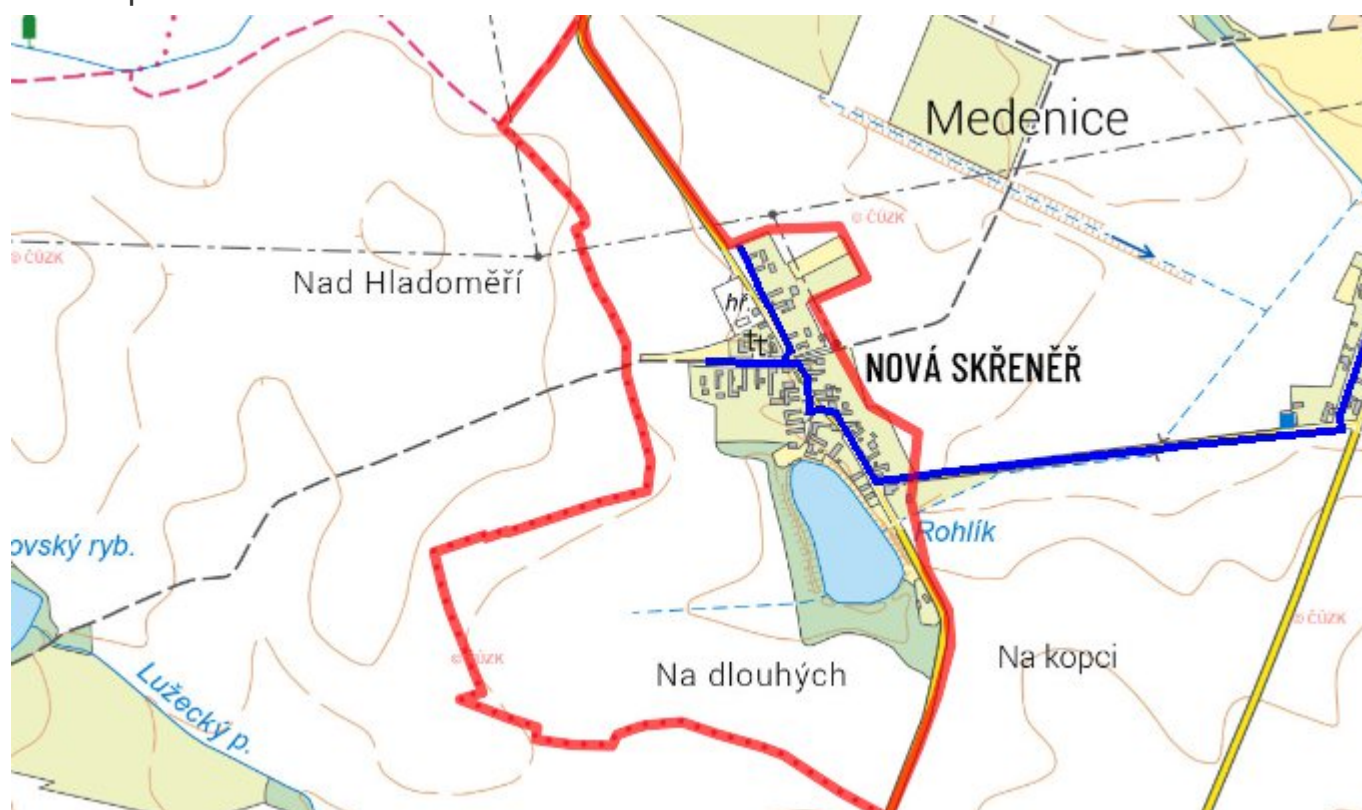 Medenice
© ČÚZK
© ČÚZK
Nad Hladoměří
hř.
NOVÁ SKŘENĚŘ
Rohlík
ovský ryb.
© ČÚZK
© ČÚZK
Na kopci
Na dlouhých
Lužecký p.